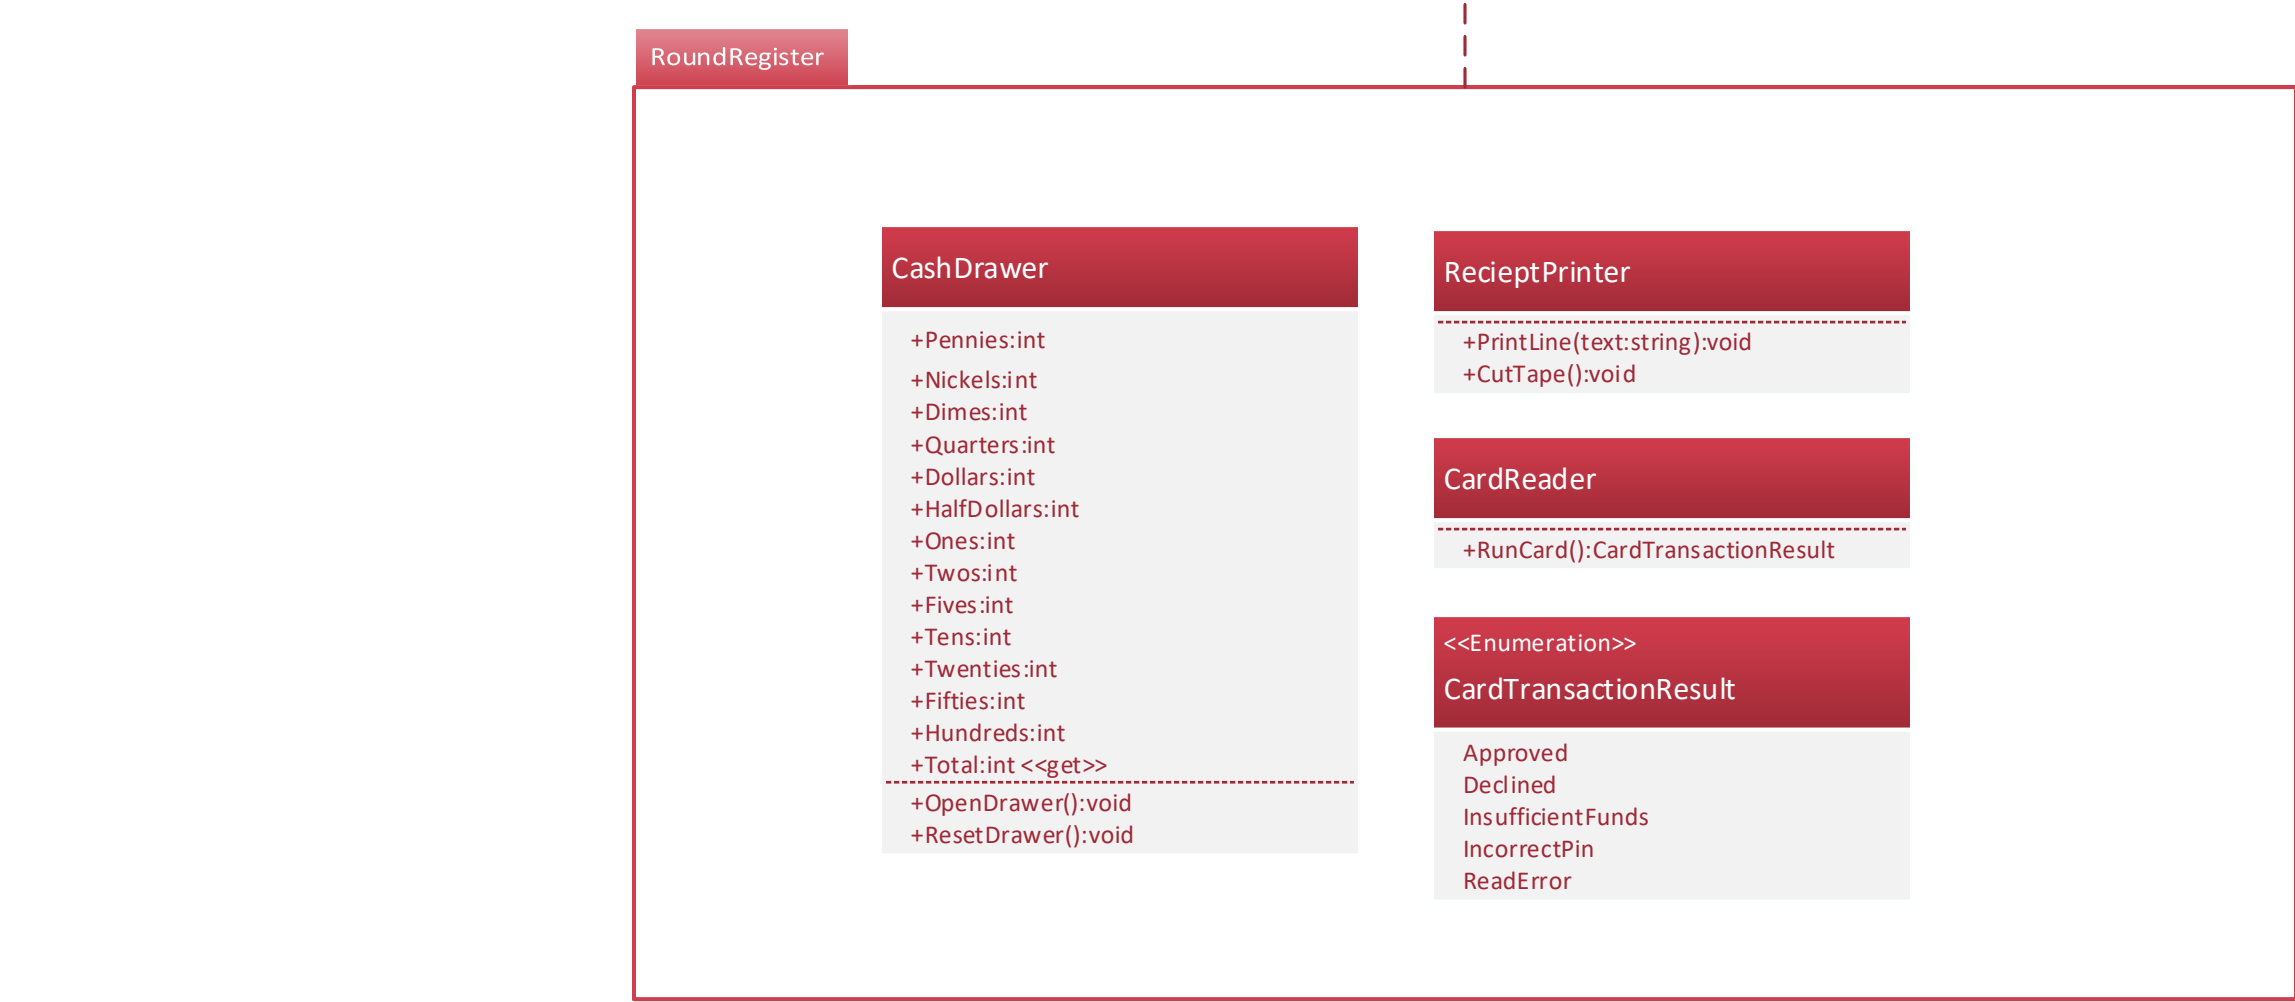 RoundRegister
CashDrawer
+Pennies:int
+Nickels:int
+Dimes:int
+Quarters:int
+Dollars:int
+HalfDollars:int
+Ones:int
+Twos:int
+Fives:int
+Tens:int
+Twenties:int
+Fifties:int
+Hundreds:int
+Total:int <<get>>
+OpenDrawer():void
+ResetDrawer():void
RecieptPrinter
+PrintLine(text:string):void
+CutTape():void
CardReader
+RunCard():CardTransactionResult
<<Enumeration>>
CardTransactionResult
Approved
Declined
InsufficientFunds
IncorrectPin
ReadError